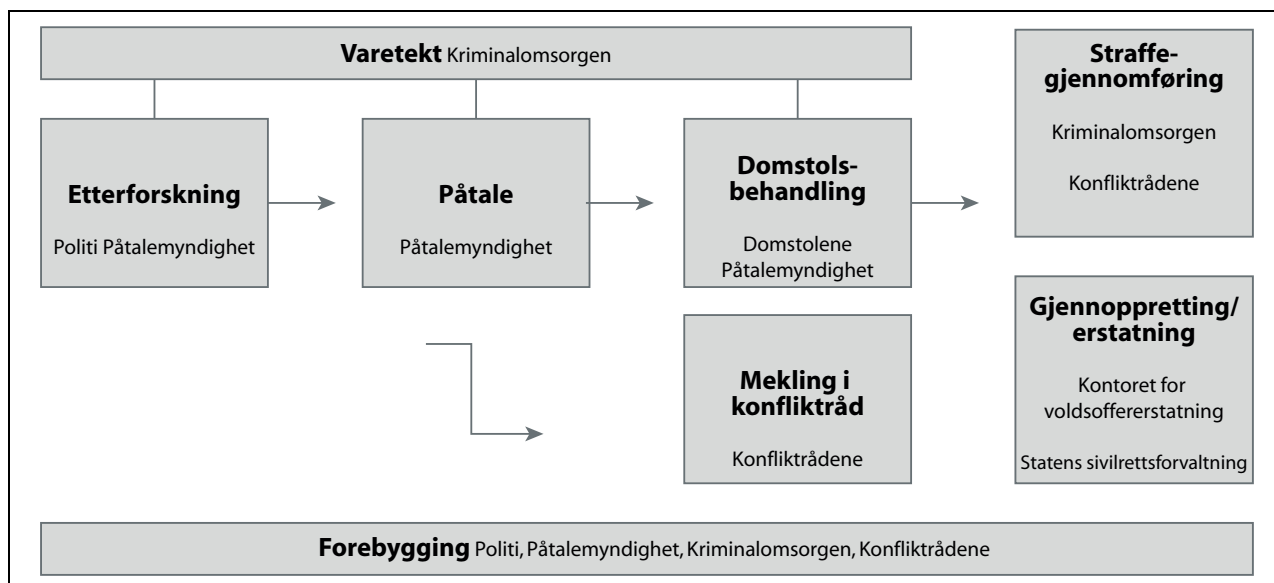 Varetekt Kriminalomsorgen
Etterforskning
Politi Påtalemyndighet
Påtale
Påtalemyndighet
Domstols-
behandling
Domstolene
Påtalemyndighet
Straffe-
gjennomføring
Kriminalomsorgen
Konfliktrådene
Mekling i
konfliktråd
Konfliktrådene
Gjennoppretting/
erstatning
Kontoret for
voldsoffererstatning
Statens sivilrettsforvaltning
Forebygging Politi, Påtalemyndighet, Kriminalomsorgen, Konfliktrådene